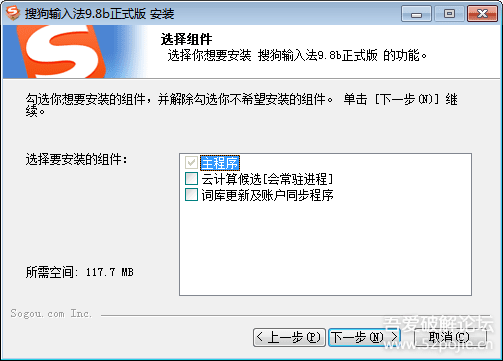 搜狗输入法9.8b正式版 安装
选择组件
选择你想要安装 搜狗输入法9.8b正式版 的功能。
勾选你想要安装的组件，并解除勾选你不希望安装的组件。 单击 [下一步(N)] 继
续。
选择要安装的组件:
主程序
云计算候选[会常驻进程]
词库更新及账户同步程序
所需空间: 117.7 MB
Sogou.com Inc.
< 上一步(P)
下一步(N) >
取消(C)
吾爱破解论坛
www.52pojie.cn